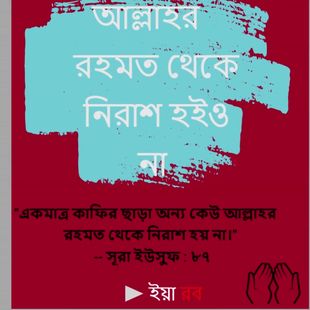 আল্লাহর
রহমত থেকে
নিরাশ হইও
না
"একমাত্র কাফির ছাড়া অন্য কেউ আল্লাহর
রহমত থেকে নিরাশ হয় না।"
-- সূরা ইউসুফ : ৮৭
ইয়া রব